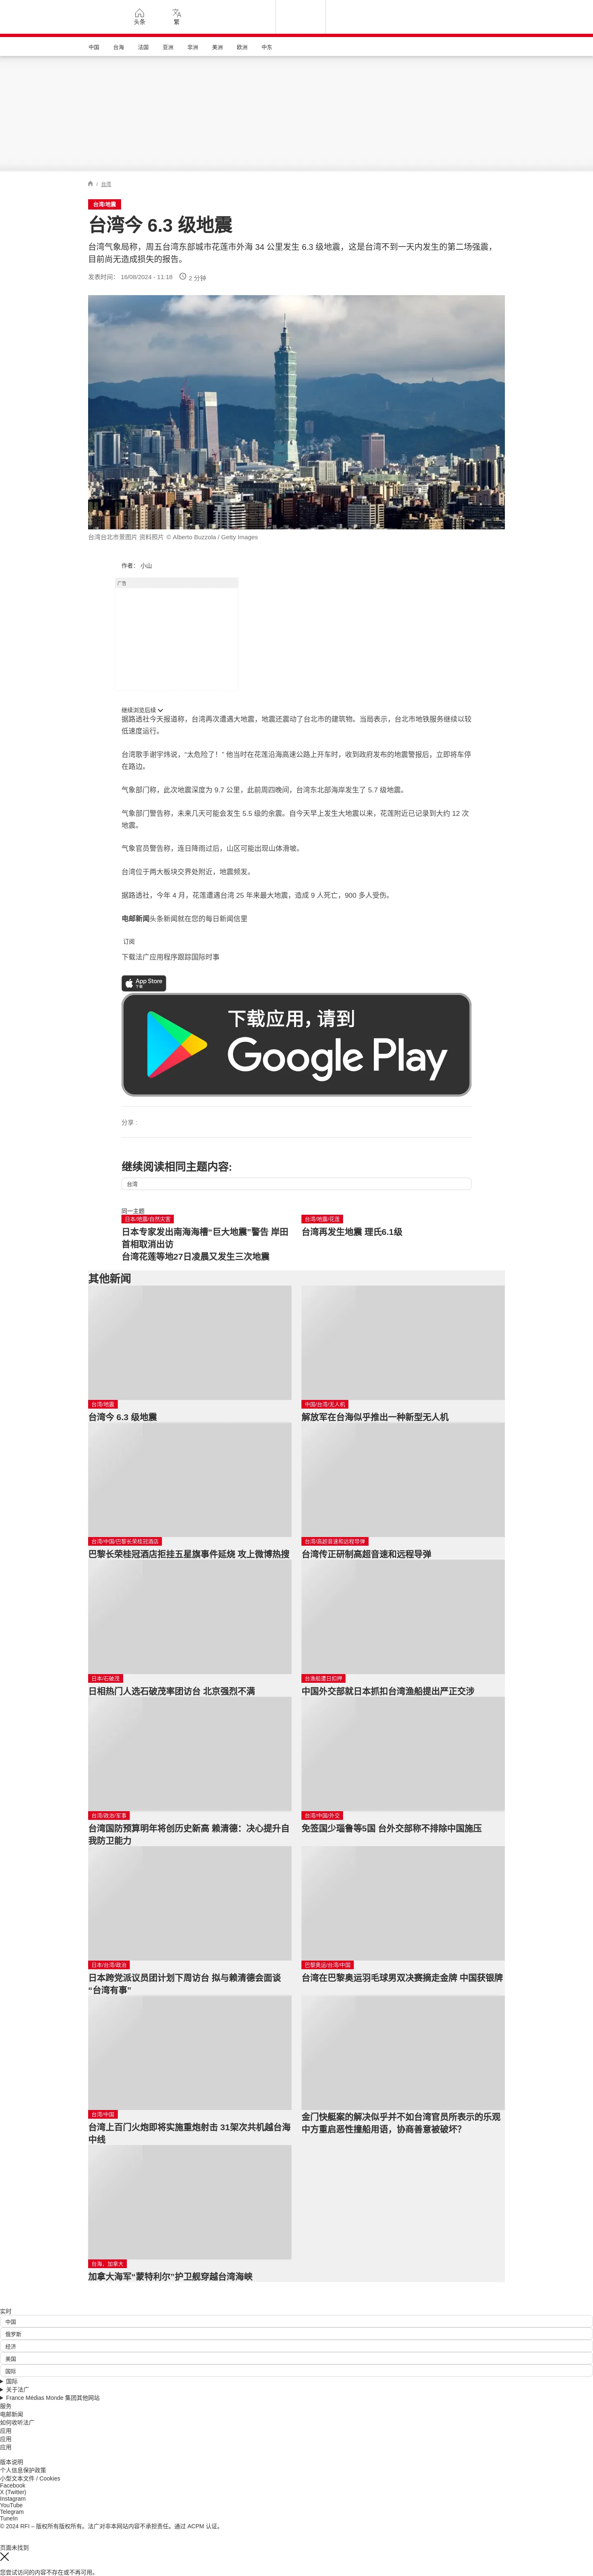 头条
繁
中国 台海 法国 亚洲 非洲 美洲 欧洲 中东
/ 台湾
台湾/地震
台湾今 6.3 级地震
台湾气象局称，周五台湾东部城市花莲市外海 34 公里发生 6.3 级地震，这是台湾不到一天内发生的第二场强震，
目前尚无造成损失的报告。
发表时间： 16/08/2024 - 11:18 2 分钟
台湾台北市景图片 资料照片 © Alberto Buzzola / Getty Images
作者： 小山
广告
继续浏览后续
据路透社今天报道称，台湾再次遭遇大地震，地震还震动了台北市的建筑物。当局表示，台北市地铁服务继续以较
低速度运行。
台湾歌手谢宇炜说，“太危险了！” 他当时在花莲沿海高速公路上开车时，收到政府发布的地震警报后，立即将车停
在路边。
气象部门称，此次地震深度为 9.7 公里，此前周四晚间，台湾东北部海岸发生了 5.7 级地震。
气象部门警告称，未来几天可能会发生 5.5 级的余震。自今天早上发生大地震以来，花莲附近已记录到大约 12 次
地震。
气象官员警告称，连日降雨过后，山区可能出现山体滑坡。
台湾位于两大板块交界处附近，地震频发。
据路透社，今年 4 月，花莲遭遇台湾 25 年来最大地震，造成 9 人死亡，900 多人受伤。
电邮新闻头条新闻就在您的每日新闻信里
订阅
下载法广应用程序跟踪国际时事
App Store
下载
下载应用，请到
Google Play
分享 :
继续阅读相同主题内容:
台湾
同一主题
日本/地震/自然灾害
日本专家发出南海海槽“巨大地震”警告 岸田
首相取消出访
台湾/地震/花莲
台湾再发生地震 理氏6.1级
台湾花莲等地27日凌晨又发生三次地震
其他新闻
台湾/地震
台湾今 6.3 级地震
中国/台湾/无人机
解放军在台海似乎推出一种新型无人机
台湾/中国/巴黎长荣桂冠酒店
巴黎长荣桂冠酒店拒挂五星旗事件延烧 攻上微博热搜
台湾/高超音速和远程导弹
台湾传正研制高超音速和远程导弹
日本/石破茂
日相热门人选石破茂率团访台 北京强烈不满
台渔船遭日扣押
中国外交部就日本抓扣台湾渔船提出严正交涉
台湾/政治/军事
台湾国防预算明年将创历史新高 赖清德：决心提升自
我防卫能力
台湾/中国/外交
免签国少瑙鲁等5国 台外交部称不排除中国施压
日本/台湾/政治
日本跨党派议员团计划下周访台 拟与赖清德会面谈
“台湾有事”
巴黎奥运/台湾/中国
台湾在巴黎奥运羽毛球男双决赛摘走金牌 中国获银牌
台湾/中国
台湾上百门火炮即将实施重炮射击 31架次共机越台海
中线
金门快艇案的解决似乎并不如台湾官员所表示的乐观
中方重启恶性撞船用语，协商善意被破坏?
台海、加拿大
加拿大海军“蒙特利尔”护卫舰穿越台湾海峡
实时
中国
俄罗斯
经济
美国
国际
国际
关于法广
France Médias Monde 集团其他网站
服务
电邮新闻
如何收听法广
应用
应用
应用
版本说明
个人信息保护政策
小型文本文件 / Cookies
Facebook
X (Twitter)
Instagram
YouTube
Telegram
TuneIn
© 2024 RFI – 版权所有版权所有。法广对非本网站内容不承担责任。通过 ACPM 认证。
页面未找到
您尝试访问的内容不存在或不再可用。